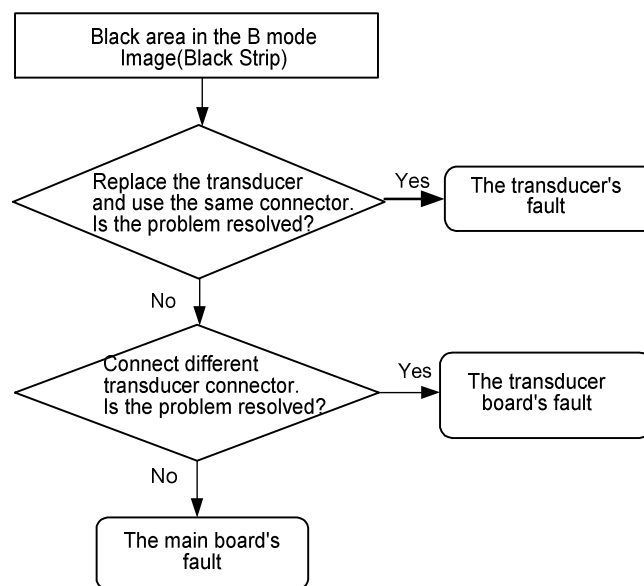 Black area in the B mode
Image(Black Strip)
Replace the transducer
and use the same connector.
Is the problem resolved?
Yes
The transducer's
fault
No
Connect different
transducer connector.
Is the problem resolved?
Yes
The transducer
board's fault
No
The main board's
fault